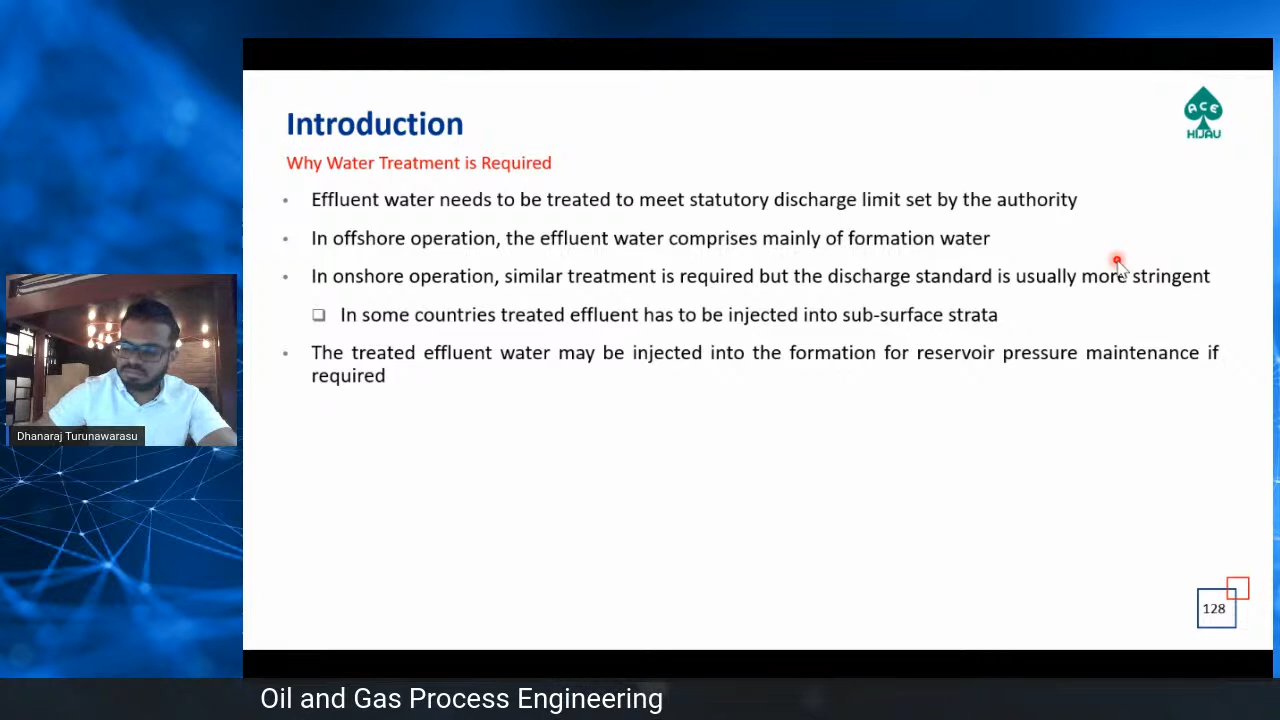 ACE
HIJAU
Introduction
Why Water Treatment is Required
• Effluent water needs to be treated to meet statutory discharge limit set by the authority
• In offshore operation, the effluent water comprises mainly of formation water
• In onshore operation, similar treatment is required but the discharge standard is usually more stringent
❑ In some countries treated effluent has to be injected into sub-surface strata
• The treated effluent water may be injected into the formation for reservoir pressure maintenance if
required
Dhanaraj Turunawarasu
128
Oil and Gas Process Engineering